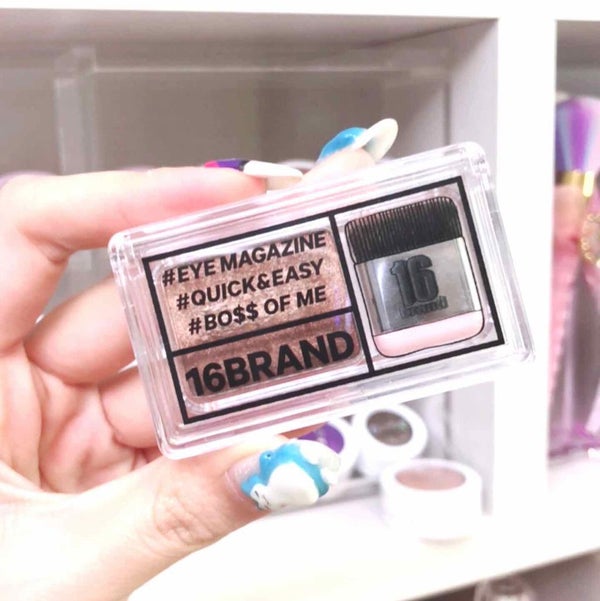 #EYE MAGAZINE
#QUICK&EASY
#BO$$ OF ME
16BRAND
16